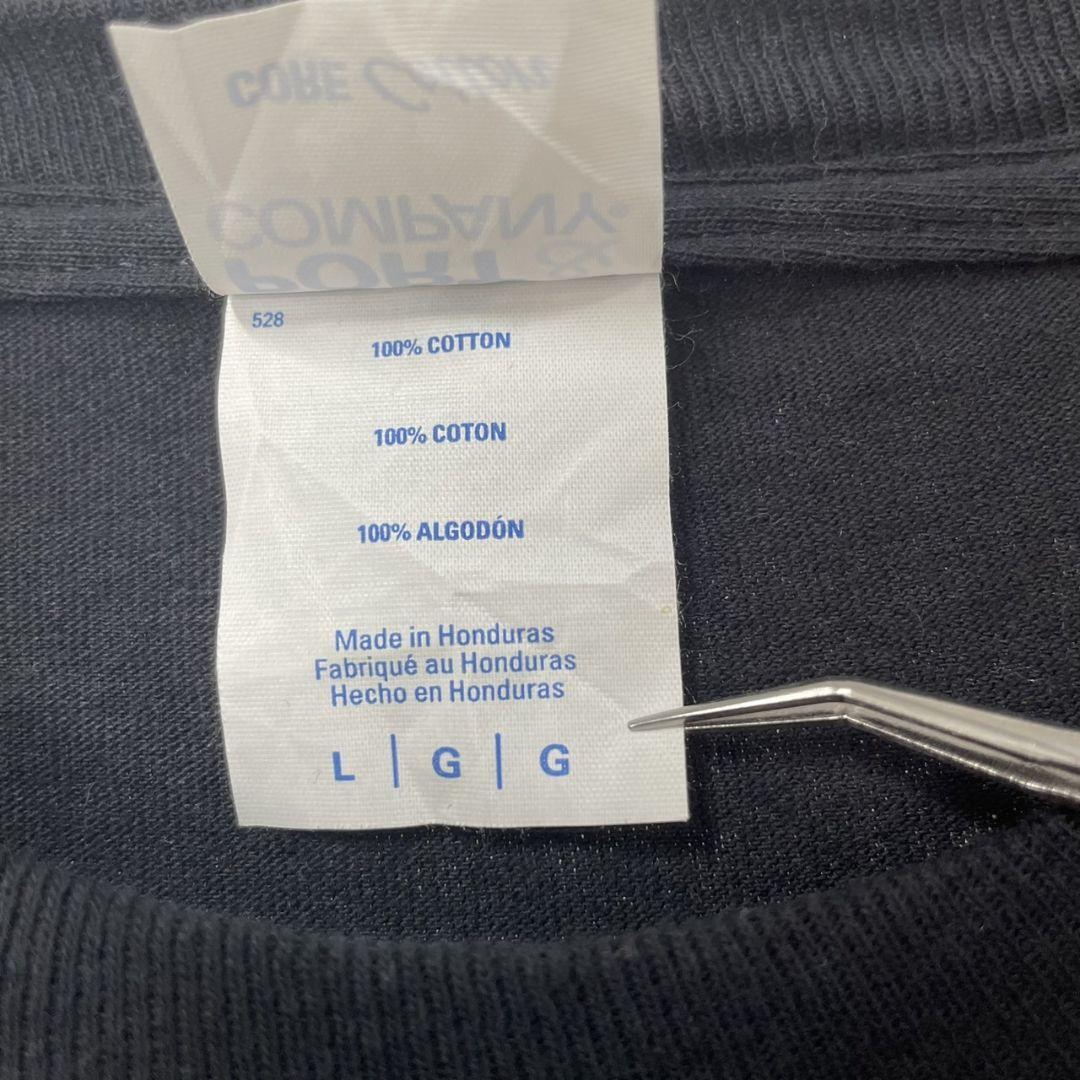 CORE Cotton
COMPANY
PORT &
528
100% COTTON
100% COTON
100% ALGODÓN
Made in Honduras
Fabriqué au Honduras
Hecho en Honduras
L | G | G